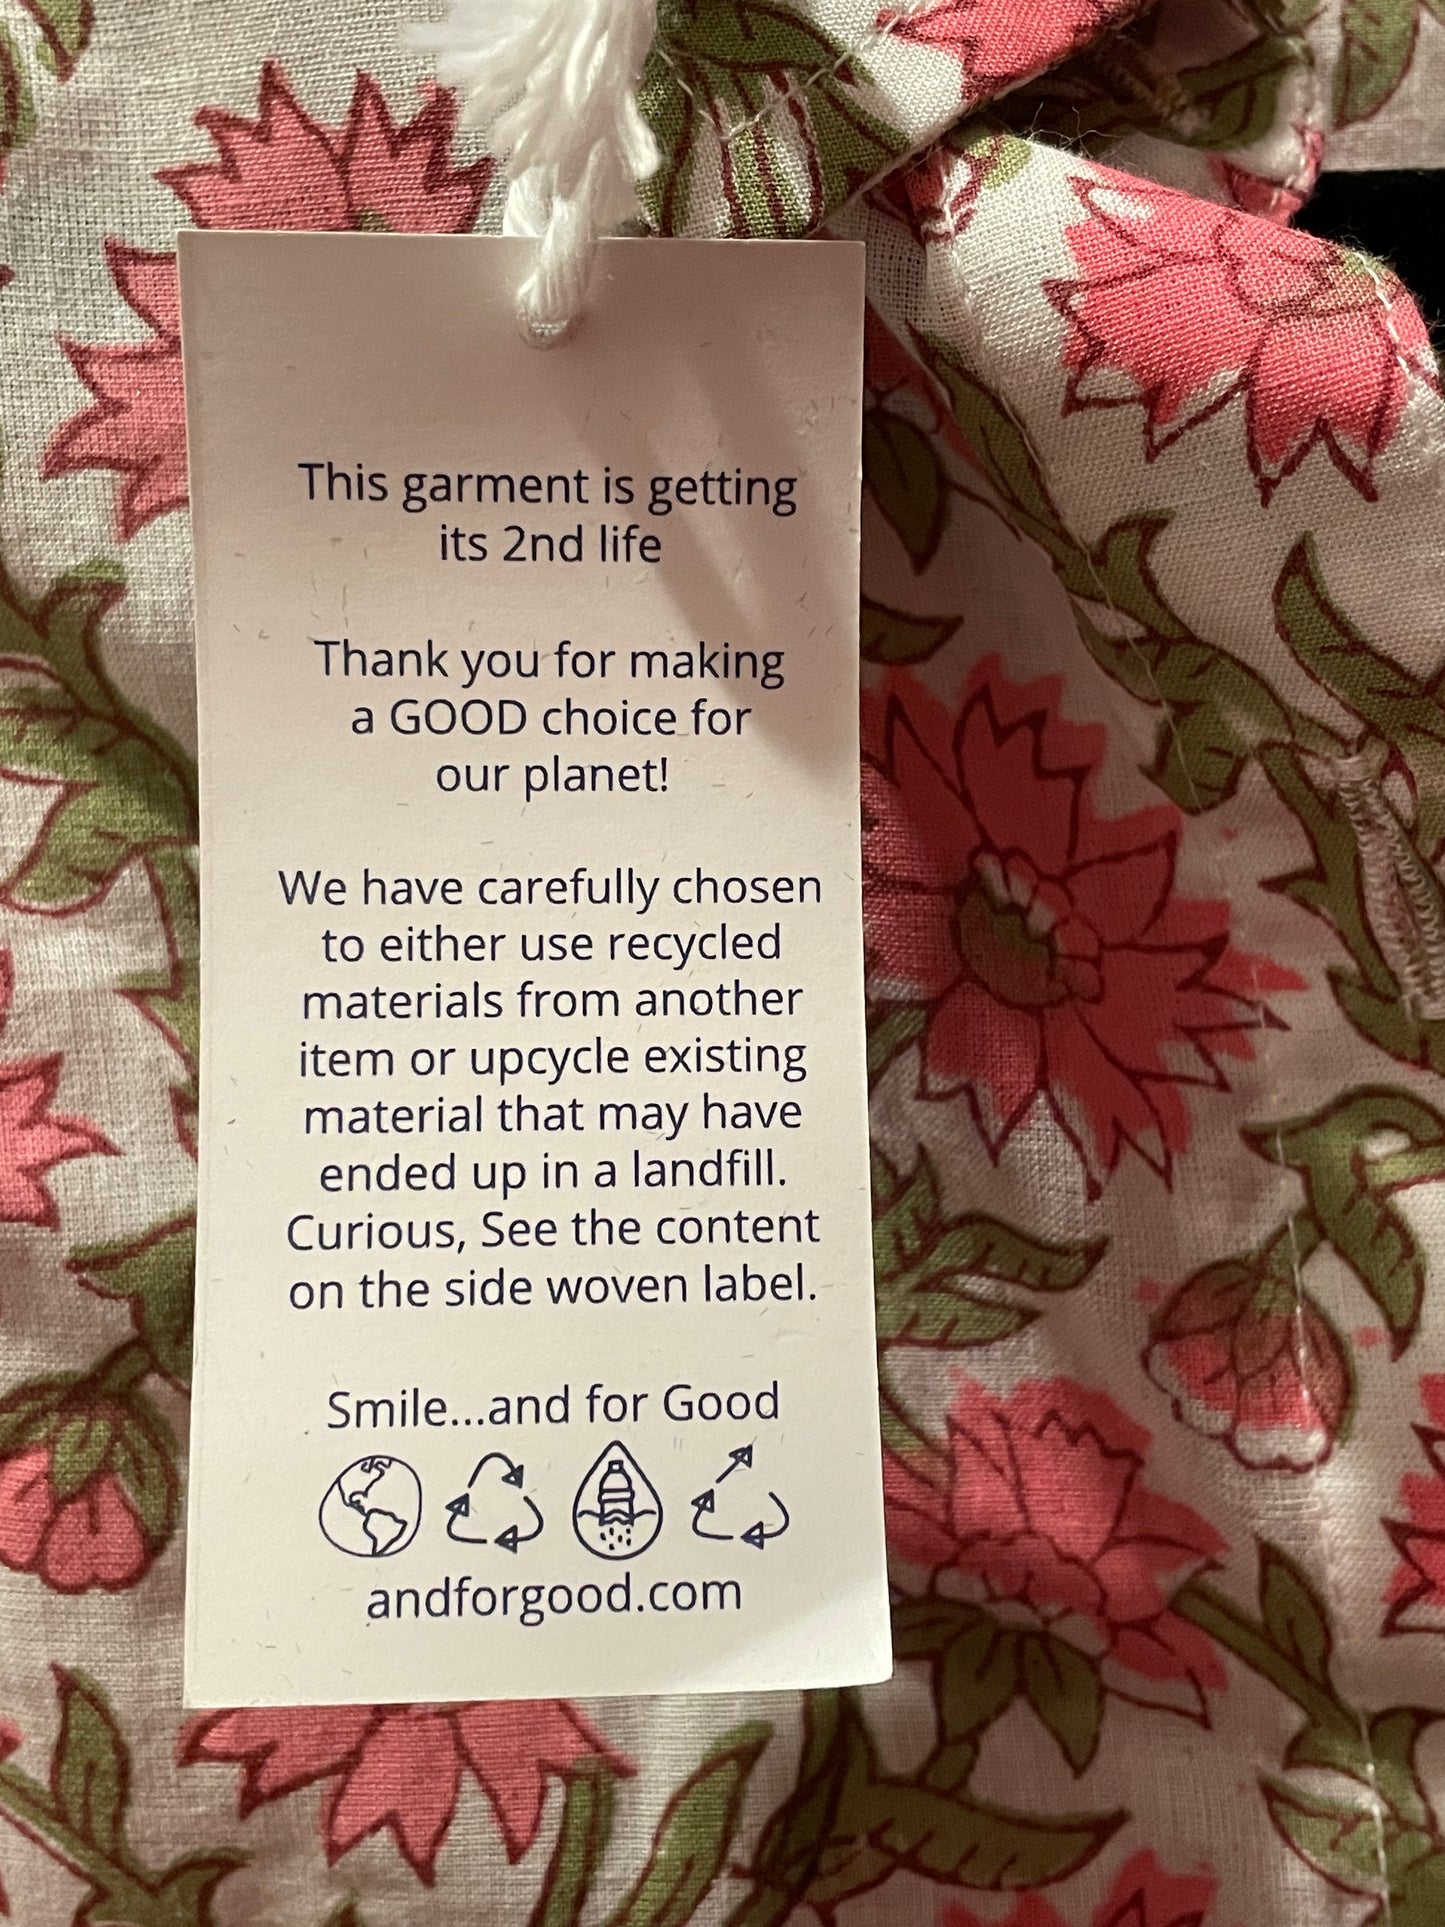 This garment is getting
its 2nd life
Thank you for making
a GOOD choice for
our planet!
We have carefully chosen
to either use recycled
materials from another
item or upcycle existing
material that may have
ended up in a landfill.
Curious, See the content
on the side woven label.
Smile...and for Good
andforgood.com